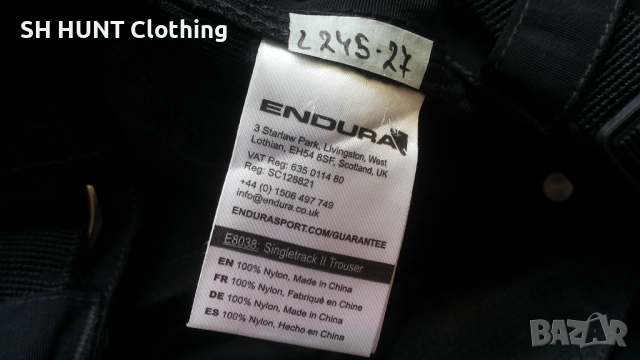 SH HUNT Clothing
L 245.27
ENDURA
3 Starlaw Park, Livingston, West
Lothian, EH54 8SF, Scotland, UK
VAT Reg: 635 0114 60
Reg: SC128821
+44 (0) 1506 497 749
info@endura.co.uk
ENDURASPORT.COM/GUARANTEE
E8038: Singletrack II Trouser
EN 100% Nylon, Made in China
FR 100% Nylon, Fabriqué en Chine
DE 100% Nylon, Made in China
ES 100% Nylon, Hecho en China
BAZAR